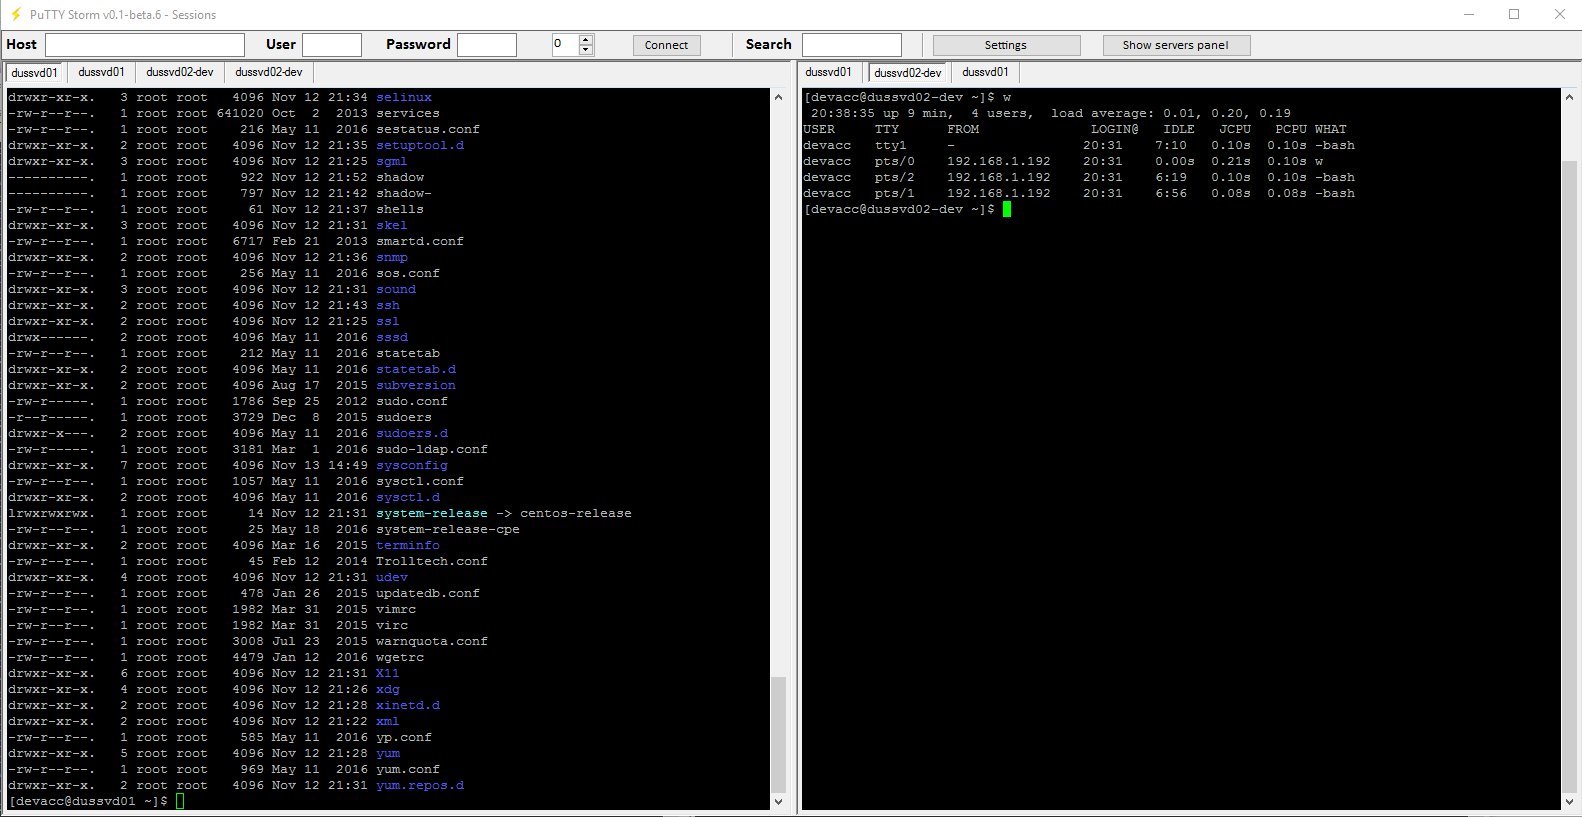 PuTTY Storm v0.1-beta.6 - Sessions
Host User Password 0 Connect Search Settings Show servers panel
dussvd01 dussvd01 dussvd02-dev dussvd02-dev
drwxr-xr-x.   3 root root   4096 Nov 12 21:34 selinux
-rw-r--r--.   1 root root 641020 Oct  2  2013 services
-rw-r--r--.   1 root root    216 May 11  2016 sestatus.conf
drwxr-xr-x.   2 root root   4096 Nov 12 21:35 setuptool.d
drwxr-xr-x.   3 root root   4096 Nov 12 21:25 sgml
----------.   1 root root    922 Nov 12 21:52 shadow
----------.   1 root root    797 Nov 12 21:42 shadow-
-rw-r--r--.   1 root root     61 Nov 12 21:37 shells
drwxr-xr-x.   3 root root   4096 Nov 12 21:31 skel
-rw-r--r--.   1 root root   6717 Feb 21  2013 smartd.conf
drwxr-xr-x.   2 root root   4096 Nov 12 21:36 snmp
-rw-r--r--.   1 root root    256 May 11  2016 sos.conf
drwxr-xr-x.   3 root root   4096 Nov 12 21:31 sound
drwxr-xr-x.   2 root root   4096 Nov 12 21:43 ssh
drwxr-xr-x.   2 root root   4096 Nov 12 21:25 ssl
drwx------.   2 root root   4096 May 11  2016 sssd
-rw-r--r--.   1 root root    212 May 11  2016 statetab
drwxr-xr-x.   2 root root   4096 May 11  2016 statetab.d
drwxr-xr-x.   2 root root   4096 Aug 17  2015 subversion
-rw-r-----.   1 root root   1786 Sep 25  2012 sudo.conf
-r--r-----.   1 root root   3729 Dec  8  2015 sudoers
drwxr-x---.   2 root root   4096 May 11  2016 sudoers.d
-rw-r-----.   1 root root   3181 Mar  1  2016 sudo-ldap.conf
drwxr-xr-x.   7 root root   4096 Nov 13 14:49 sysconfig
-rw-r--r--.   1 root root   1057 May 11  2016 sysctl.conf
drwxr-xr-x.   2 root root   4096 May 11  2016 sysctl.d
lrwxrwxrwx.   1 root root     14 Nov 12 21:31 system-release -> centos-release
-rw-r--r--.   1 root root     25 May 18  2016 system-release-cpe
drwxr-xr-x.   2 root root   4096 Mar 16  2015 terminfo
-rw-r--r--.   1 root root     45 Feb 12  2014 Trolltech.conf
drwxr-xr-x.   4 root root   4096 Nov 12 21:31 udev
-rw-r--r--.   1 root root    478 Jan 26  2015 updatedb.conf
-rw-r--r--.   1 root root   1982 Mar 31  2015 vimrc
-rw-r--r--.   1 root root   1982 Mar 31  2015 virc
-rw-r--r--.   1 root root   3008 Jul 23  2015 warnquota.conf
-rw-r--r--.   1 root root   4479 Jan 12  2016 wgetrc
drwxr-xr-x.   6 root root   4096 Nov 12 21:31 X11
drwxr-xr-x.   4 root root   4096 Nov 12 21:26 xdg
drwxr-xr-x.   2 root root   4096 Nov 12 21:28 xinetd.d
drwxr-xr-x.   2 root root   4096 Nov 12 21:22 xml
-rw-r--r--.   1 root root    585 May 11  2016 yp.conf
drwxr-xr-x.   5 root root   4096 Nov 12 21:28 yum
-rw-r--r--.   1 root root    969 May 11  2016 yum.conf
drwxr-xr-x.   2 root root   4096 Nov 12 21:31 yum.repos.d
[devacc@dussvd01 ~]$
dussvd01 dussvd02-dev dussvd01
[devacc@dussvd02-dev ~]$ w
 20:38:35 up 9 min,  4 users,  load average: 0.01, 0.20, 0.19
USER     TTY      FROM              LOGIN@   IDLE   JCPU   PCPU WHAT
devacc   tty1     -                20:31    7:10   0.10s  0.10s -bash
devacc   pts/0    192.168.1.192    20:31    0.00s  0.21s  0.10s w
devacc   pts/2    192.168.1.192    20:31    6:19   0.10s  0.10s -bash
devacc   pts/1    192.168.1.192    20:31    6:56   0.08s  0.08s -bash
[devacc@dussvd02-dev ~]$